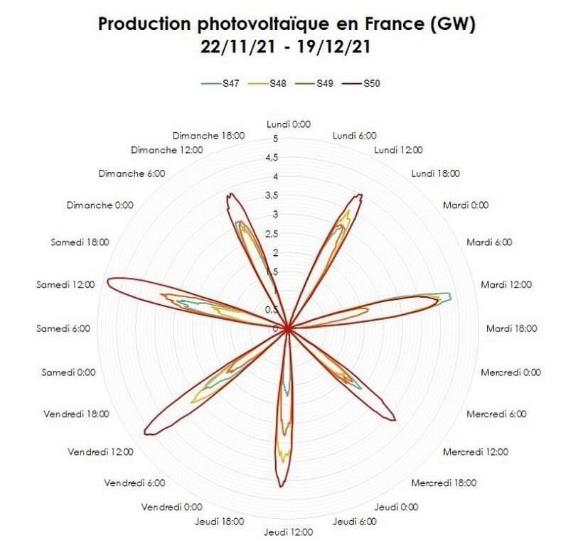 Production photovoltaïque en France (GW)
22/11/21 - 19/12/21
S47 S48 S49 S50
Lundi 0:00
Dimanche 18:00 Lundi 6:00
Dimanche 12:00 Lundi 12:00
Dimanche 6:00 Lundi 18:00
Dimanche 0:00 Mardi 0:00
Samedi 18:00 Mardi 6:00
Samedi 12:00 Mardi 12:00
Samedi 6:00 Mardi 18:00
Samedi 0:00 Mercredi 0:00
Vendredi 18:00 Mercredi 6:00
Vendredi 12:00 Mercredi 12:00
Vendredi 6:00 Mercredi 18:00
Vendredi 0:00 Jeudi 0:00
Jeudi 18:00 Jeudi 6:00
Jeudi 12:00
5
4,5
4
3,5
3
2,5
2
1,5
1
0,5
0